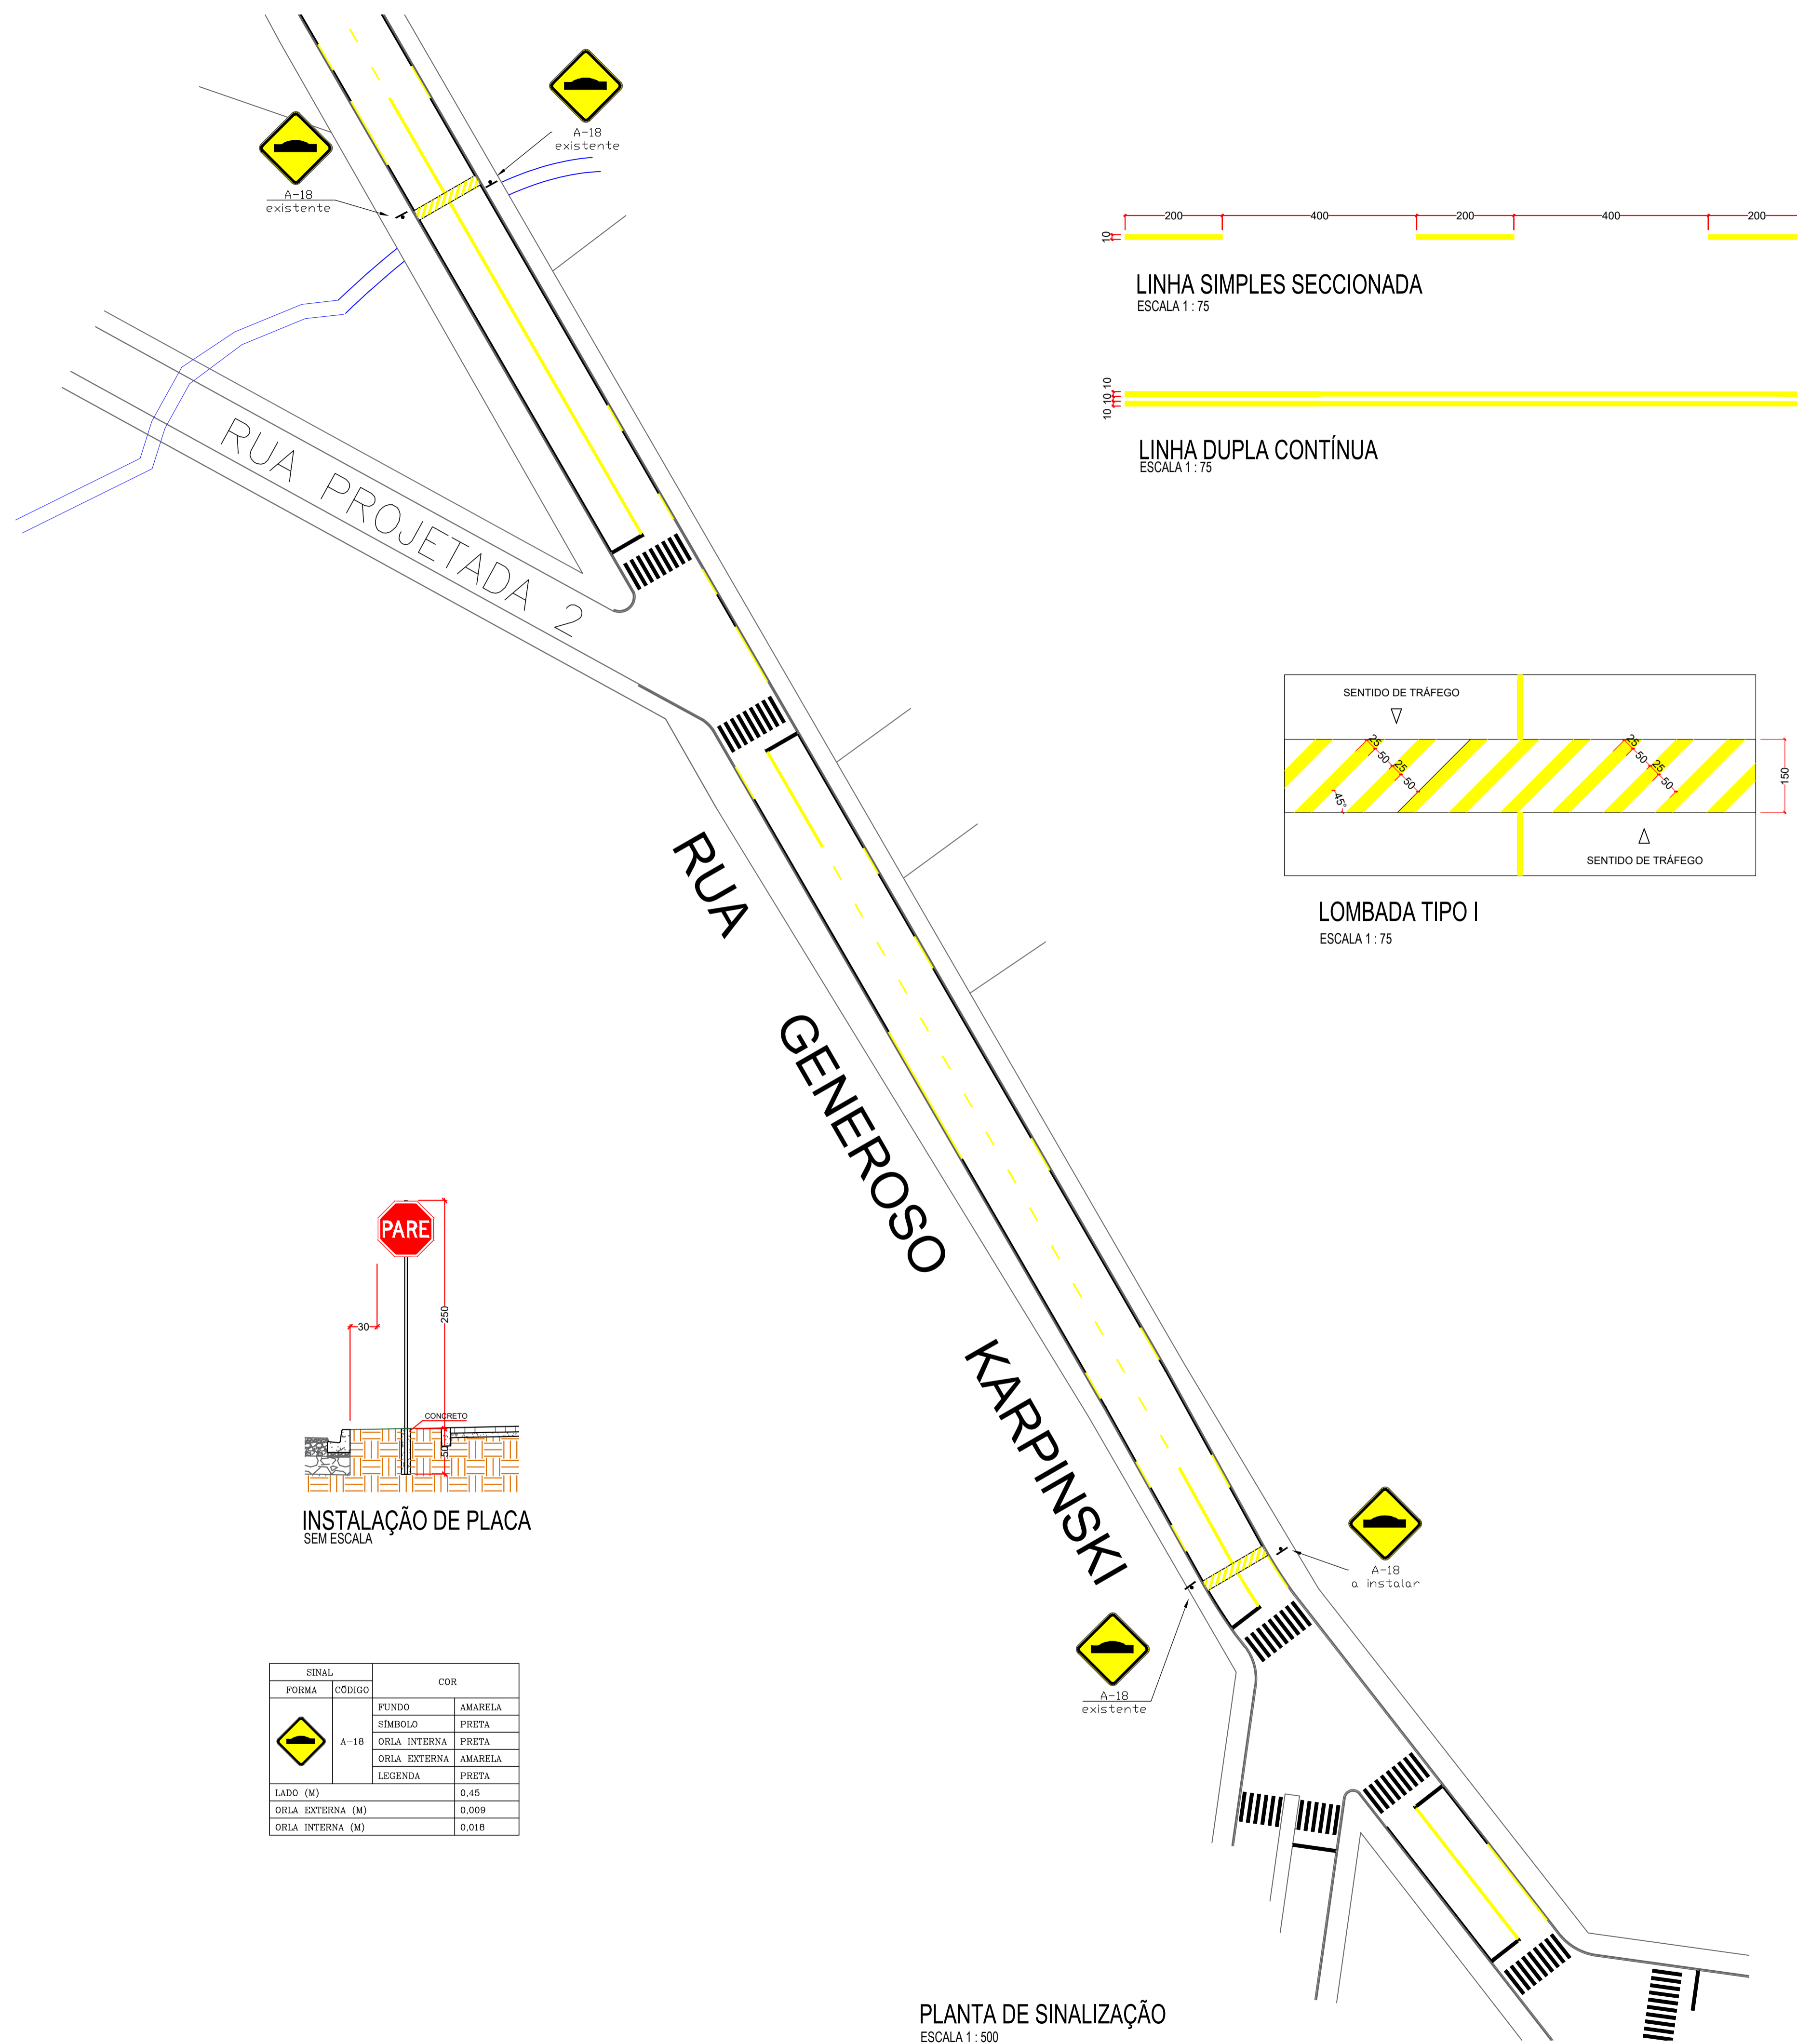 A-18
existente
A-18
existente
200 400 200 400 200
10
LINHA SIMPLES SECCIONADA
ESCALA 1 : 75
10 10 10
LINHA DUPLA CONTÍNUA
ESCALA 1 : 75
RUA PROJETADA 2
SENTIDO DE TRÁFEGO
25 50 25 50
25 50 25 50
45°
150
SENTIDO DE TRÁFEGO
LOMBADA TIPO I
ESCALA 1 : 75
RUA GENEROSO KARPINSKI
PARE
250
30
CONCRETO
50
INSTALAÇÃO DE PLACA
SEM ESCALA
A-18
a instalar
A-18
existente
SINAL COR
FORMA CÓDIGO
A-18
FUNDO AMARELA
SÍMBOLO PRETA
ORLA INTERNA PRETA
ORLA EXTERNA AMARELA
LEGENDA PRETA
LADO (M) 0,45
ORLA EXTERNA (M) 0,009
ORLA INTERNA (M) 0,018
PLANTA DE SINALIZAÇÃO
ESCALA 1 : 500